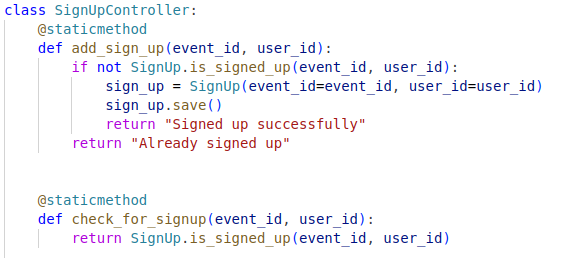 class SignUpController:
    @staticmethod
    def add_sign_up(event_id, user_id):
        if not SignUp.is_signed_up(event_id, user_id):
            sign_up = SignUp(event_id=event_id, user_id=user_id)
            sign_up.save()
            return "Signed up successfully"
        return "Already signed up"
    @staticmethod
    def check_for_signup(event_id, user_id):
        return SignUp.is_signed_up(event_id, user_id)